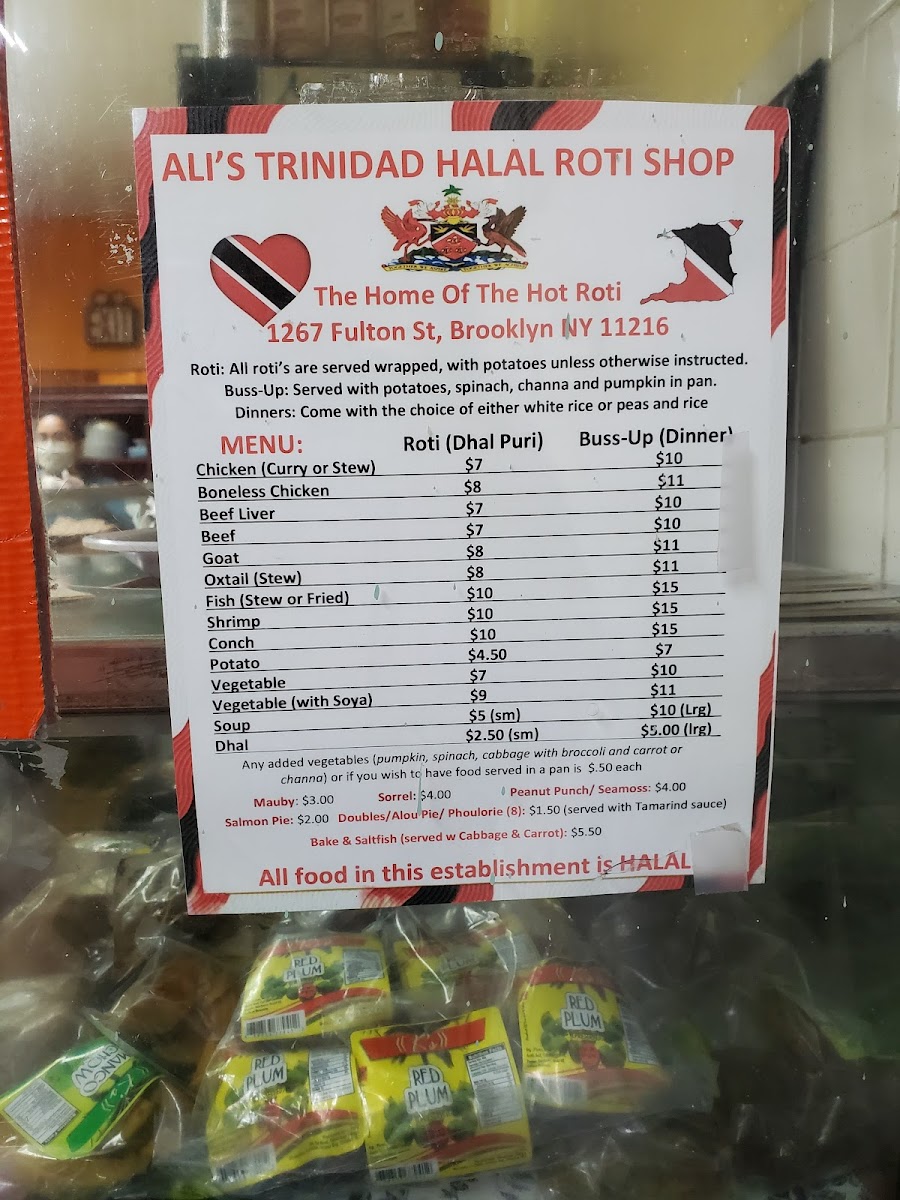 ALI'S TRINIDAD HALAL ROTI SHOP
The Home Of The Hot Roti
1267 Fulton St, Brooklyn NY 11216
Roti: All roti's are served wrapped, with potatoes unless otherwise instructed.
Buss-Up: Served with potatoes, spinach, channa and pumpkin in pan.
Dinners: Come with the choice of either white rice or peas and rice
MENU: Roti (Dhal Puri) Buss-Up (Dinner)
Chicken (Curry or Stew) $7 $10
Boneless Chicken $8 $11
Beef Liver $7 $10
Beef $7 $10
Goat $8 $11
Oxtail (Stew) $8 $11
Fish (Stew or Fried) $10 $15
Shrimp $10 $15
Conch $10 $15
Potato $4.50 $7
Vegetable $7 $10
Vegetable (with Soya) $9 $11
Soup $5 (sm) $10 (Lrg)
Dhal $2.50 (sm) $5.00 (lrg)
Any added vegetables (pumpkin, spinach, cabbage with broccoli and carrot or
channa) or if you wish to have food served in a pan is $.50 each
Mauby: $3.00 Sorrel: $4.00 Peanut Punch/ Seamoss: $4.00
Salmon Pie: $2.00 Doubles/Alou Pie/ Phoulorie (8): $1.50 (served with Tamarind sauce)
Bake & Saltfish (served w Cabbage & Carrot): $5.50
All food in this establishment is HALAL
RED PLUM
RED
PLUM
RED
PLUM
RED
PLUM
MANGO
CHOW